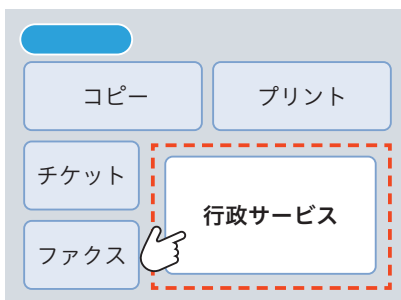 コピー
プリント
チケット
行政サービス
ファクス